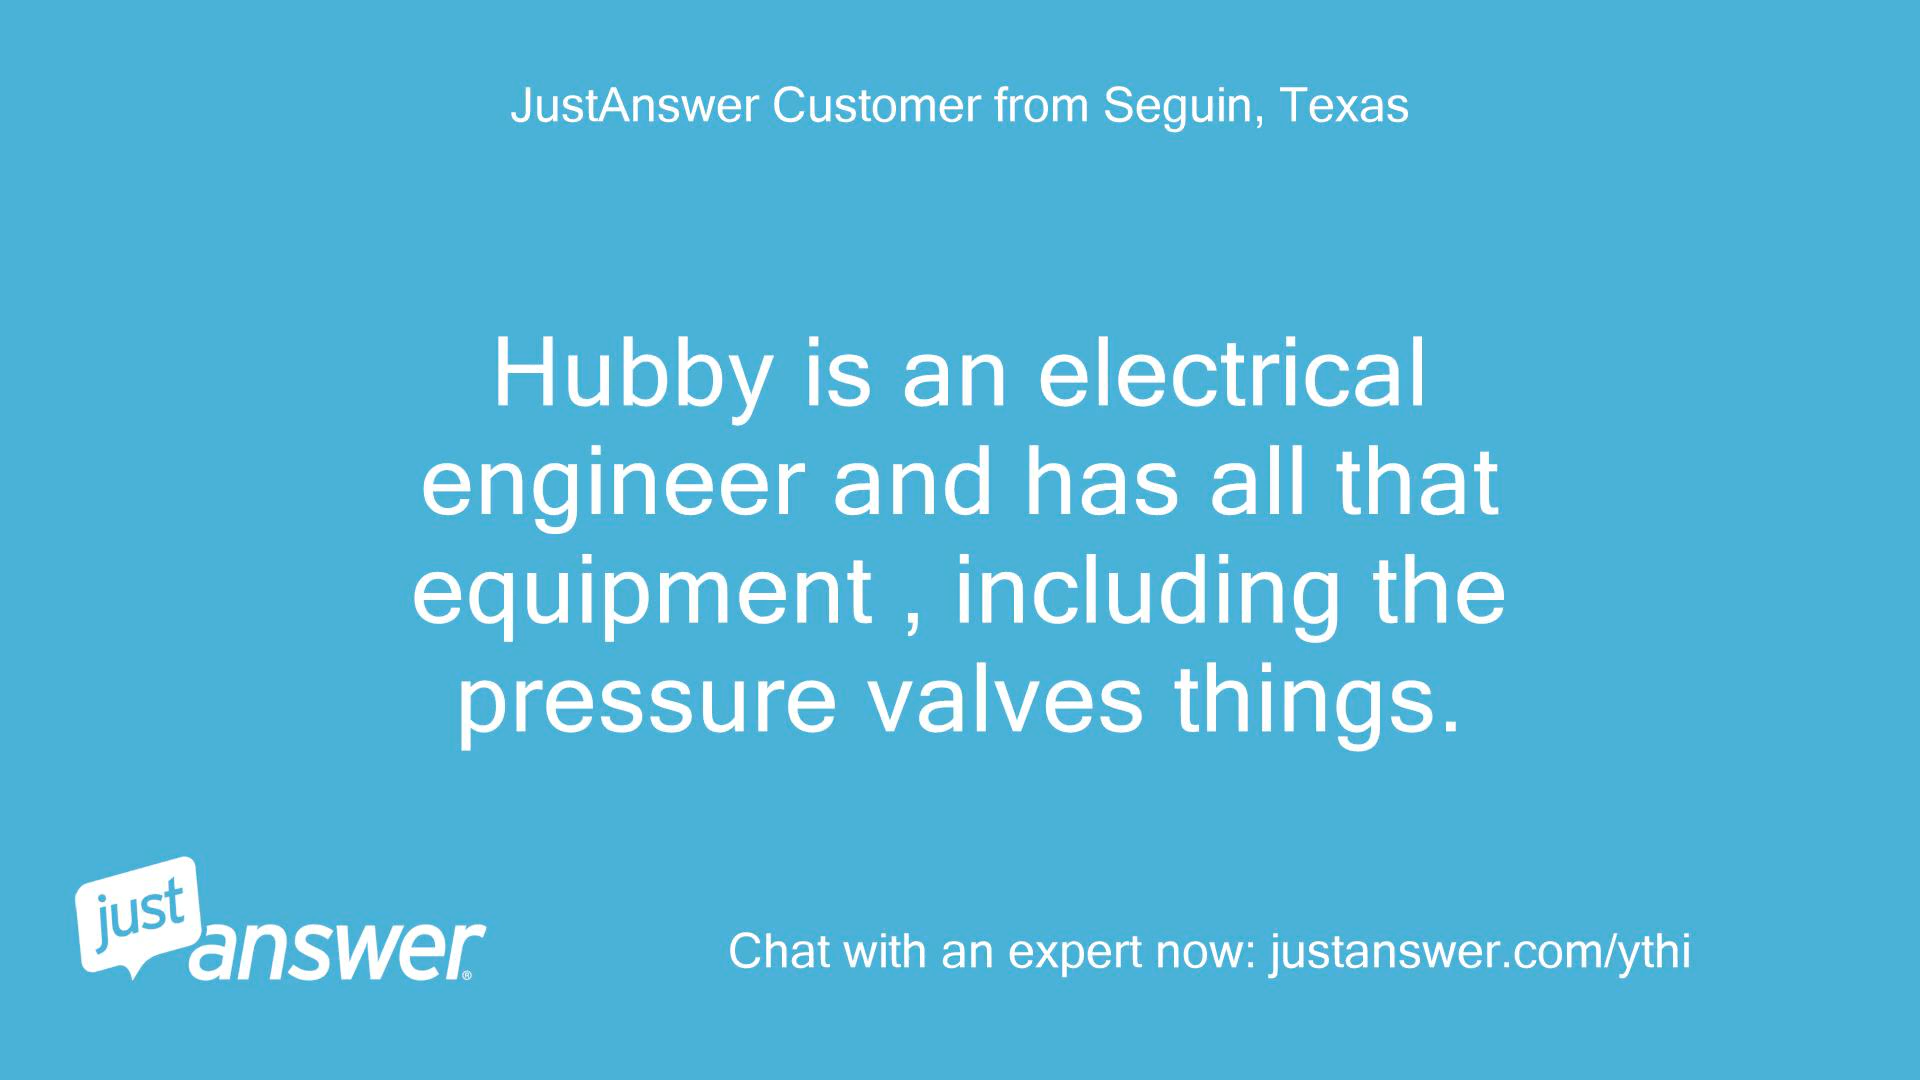 JustAnswer Customer from Seguin, Texas
Hubby is an electrical
engineer and has all that
equipment , including the
pressure valves things.
just
answer®
Chat with an expert now: justanswer.com/ythi